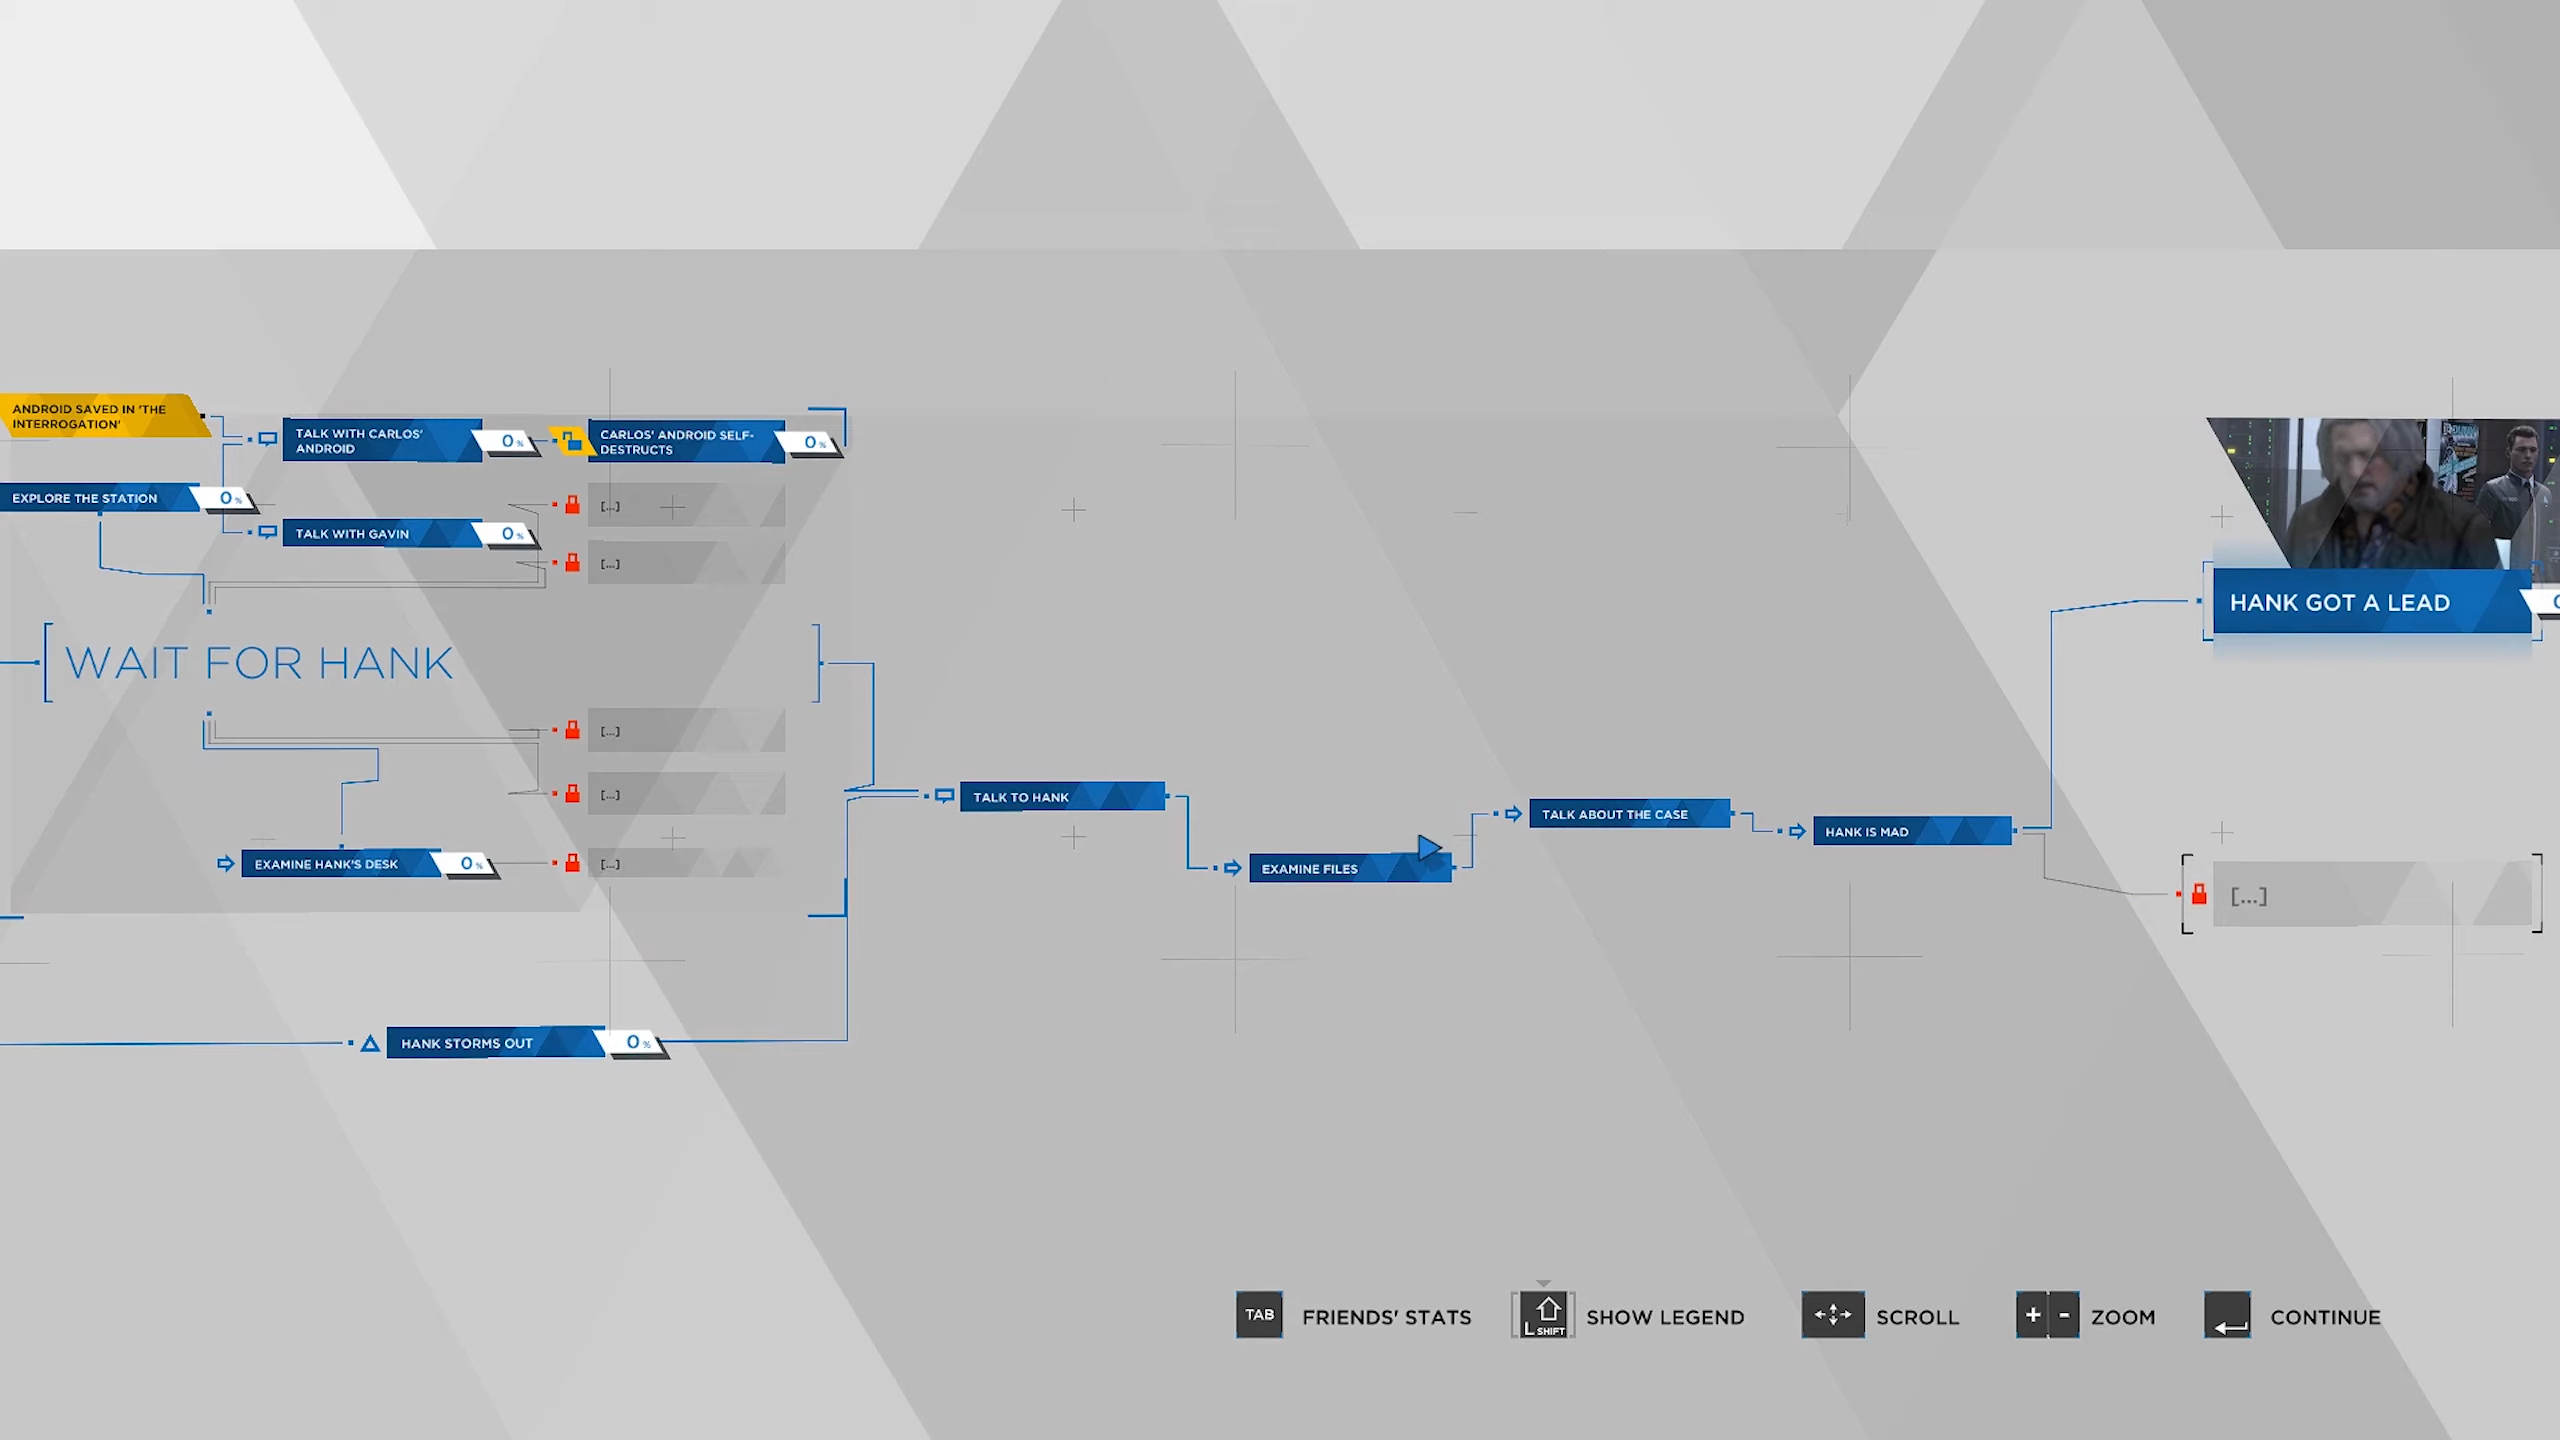 ANDROID SAVED IN 'THE
INTERROGATION'
TALK WITH CARLOS'
ANDROID
0 %
CARLOS' ANDROID SELF-
DESTRUCTS
0 %
EXPLORE THE STATION
0 %
[...]
TALK WITH GAVIN
0 %
[...]
HANK GOT A LEAD
WAIT FOR HANK
[...]
[...]
TALK TO HANK
TALK ABOUT THE CASE
HANK IS MAD
EXAMINE HANK'S DESK
0 %
[...]
EXAMINE FILES
[...]
HANK STORMS OUT
0 %
TAB
FRIENDS' STATS
L SHIFT
SHOW LEGEND
SCROLL
+ -
ZOOM
CONTINUE